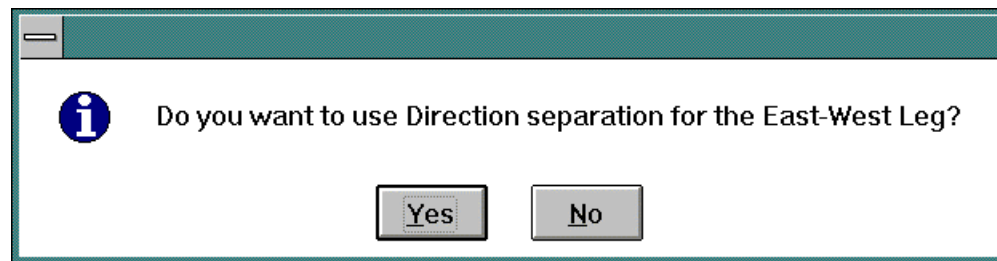 Do you want to use Direction separation for the East-West Leg?
Yes No